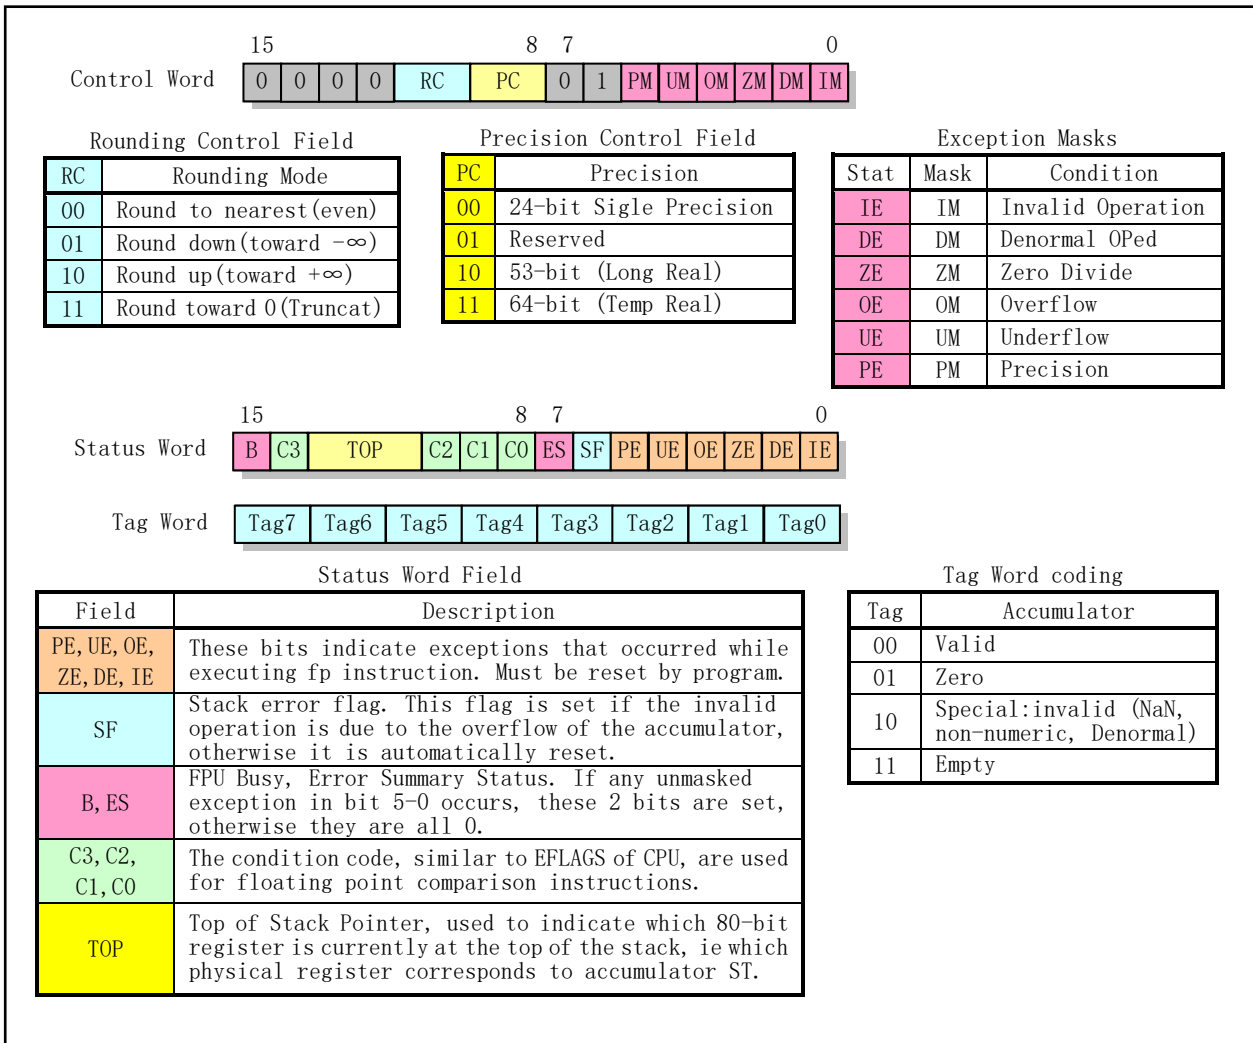 15 8 7 0
Control Word 0 0 0 0 RC PC 0 1 PM UM OM ZM DM IM
Rounding Control Field
RC Rounding Mode
00 Round to nearest(even)
01 Round down(toward -∞)
10 Round up(toward +∞)
11 Round toward 0(Truncat)
Precision Control Field
PC Precision
00 24-bit Sigle Precision
01 Reserved
10 53-bit (Long Real)
11 64-bit (Temp Real)
Exception Masks
Stat Mask Condition
IE IM Invalid Operation
DE DM Denormal OPed
ZE ZM Zero Divide
OE OM Overflow
UE UM Underflow
PE PM Precision
15 8 7 0
Status Word B C3 TOP C2 C1 C0 ES SF PE UE OE ZE DE IE
Tag Word Tag7 Tag6 Tag5 Tag4 Tag3 Tag2 Tag1 Tag0
Status Word Field
Field Description
PE,UE,OE,
ZE,DE,IE
These bits indicate exceptions that occurred while
executing fp instruction. Must be reset by program.
SF
Stack error flag. This flag is set if the invalid
operation is due to the overflow of the accumulator,
otherwise it is automatically reset.
B,ES
FPU Busy, Error Summary Status. If any unmasked
exception in bit 5-0 occurs, these 2 bits are set,
otherwise they are all 0.
C3,C2,
C1,C0
The condition code, similar to EFLAGS of CPU, are used
for floating point comparison instructions.
TOP
Top of Stack Pointer, used to indicate which 80-bit
register is currently at the top of the stack, ie which
physical register corresponds to accumulator ST.
Tag Word coding
Tag Accumulator
00 Valid
01 Zero
10 Special:invalid (NaN,
non-numeric, Denormal)
11 Empty